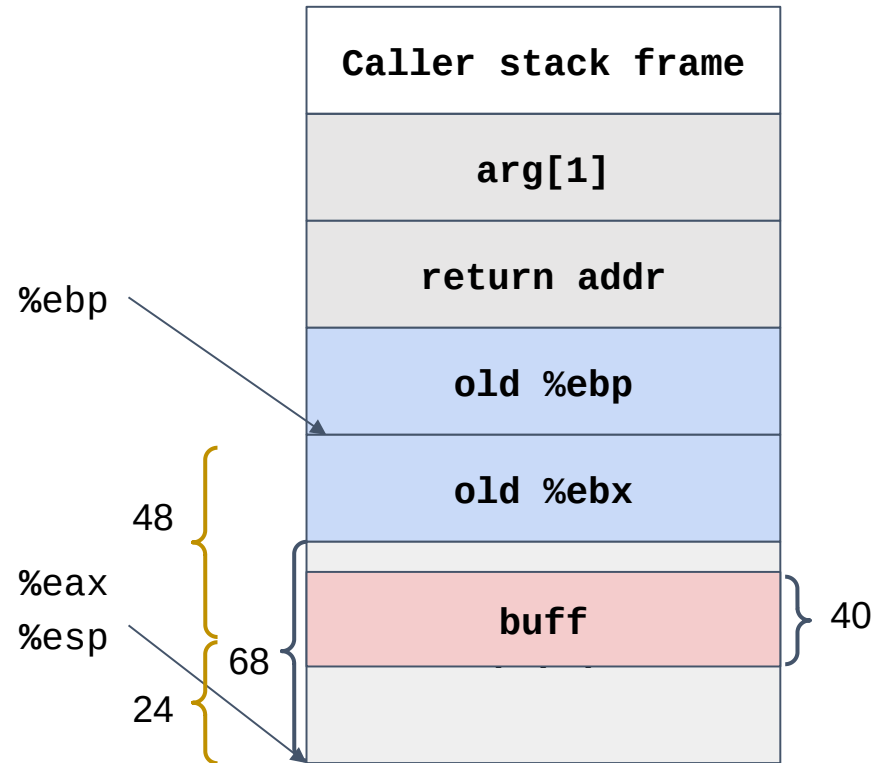 Caller stack frame
arg[1]
return addr
%ebp
old %ebp
old %ebx
48
%eax
buff
40
%esp
68
24